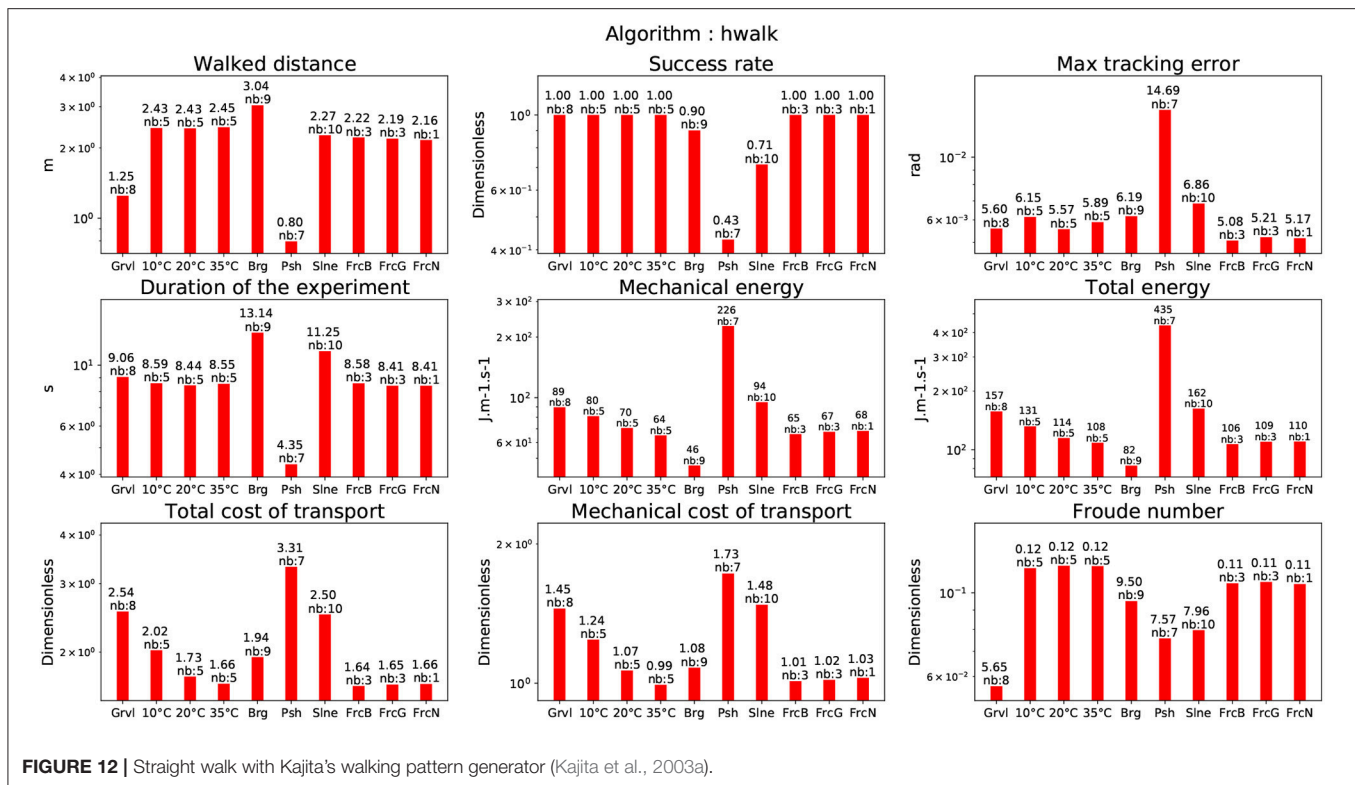 Algorithm : hwalk
Walked distance
m
4 × 10⁰
3 × 10⁰
2 × 10⁰
10⁰
1.25
nb:8
2.43
nb:5
2.43
nb:5
2.45
nb:5
3.04
nb:9
0.80
nb:7
2.27
nb:10
2.22
nb:3
2.19
nb:3
2.16
nb:1
Grvl 10°C 20°C 35°C Brg Psh Slne FrcB FrcG FrcN
Success rate
Dimensionless
10⁰
6 × 10⁻¹
4 × 10⁻¹
1.00
nb:8
1.00
nb:5
1.00
nb:5
1.00
nb:5
0.90
nb:9
0.43
nb:7
0.71
nb:10
1.00
nb:3
1.00
nb:3
1.00
nb:1
Grvl 10°C 20°C 35°C Brg Psh Slne FrcB FrcG FrcN
Max tracking error
rad
10⁻²
6 × 10⁻³
5.60
nb:8
6.15
nb:5
5.57
nb:5
5.89
nb:5
6.19
nb:9
14.69
nb:7
6.86
nb:10
5.08
nb:3
5.21
nb:3
5.17
nb:1
Grvl 10°C 20°C 35°C Brg Psh Slne FrcB FrcG FrcN
Duration of the experiment
s
10¹
6 × 10⁰
4 × 10⁰
9.06
nb:8
8.59
nb:5
8.44
nb:5
8.55
nb:5
13.14
nb:9
4.35
nb:7
11.25
nb:10
8.58
nb:3
8.41
nb:3
8.41
nb:1
Grvl 10°C 20°C 35°C Brg Psh Slne FrcB FrcG FrcN
Mechanical energy
J.m-1.s-1
3 × 10²
2 × 10²
10²
6 × 10¹
89
nb:8
80
nb:5
70
nb:5
64
nb:5
46
nb:9
226
nb:7
94
nb:10
65
nb:3
67
nb:3
68
nb:1
Grvl 10°C 20°C 35°C Brg Psh Slne FrcB FrcG FrcN
Total energy
J.m-1.s-1
4 × 10²
3 × 10²
2 × 10²
10²
157
nb:8
131
nb:5
114
nb:5
108
nb:5
82
nb:9
435
nb:7
162
nb:10
106
nb:3
109
nb:3
110
nb:1
Grvl 10°C 20°C 35°C Brg Psh Slne FrcB FrcG FrcN
Total cost of transport
Dimensionless
4 × 10⁰
3 × 10⁰
2 × 10⁰
2.54
nb:8
2.02
nb:5
1.73
nb:5
1.66
nb:5
1.94
nb:9
3.31
nb:7
2.50
nb:10
1.64
nb:3
1.65
nb:3
1.66
nb:1
Grvl 10°C 20°C 35°C Brg Psh Slne FrcB FrcG FrcN
Mechanical cost of transport
Dimensionless
2 × 10⁰
10⁰
1.45
nb:8
1.24
nb:5
1.07
nb:5
0.99
nb:5
1.08
nb:9
1.73
nb:7
1.48
nb:10
1.01
nb:3
1.02
nb:3
1.03
nb:1
Grvl 10°C 20°C 35°C Brg Psh Slne FrcB FrcG FrcN
Froude number
Dimensionless
10⁻¹
6 × 10⁻²
5.65
nb:8
0.12
nb:5
0.12
nb:5
0.12
nb:5
9.50
nb:9
7.57
nb:7
7.96
nb:10
0.11
nb:3
0.11
nb:3
0.11
nb:1
Grvl 10°C 20°C 35°C Brg Psh Slne FrcB FrcG FrcN
FIGURE 12 | Straight walk with Kajita's walking pattern generator (Kajita et al., 2003a).